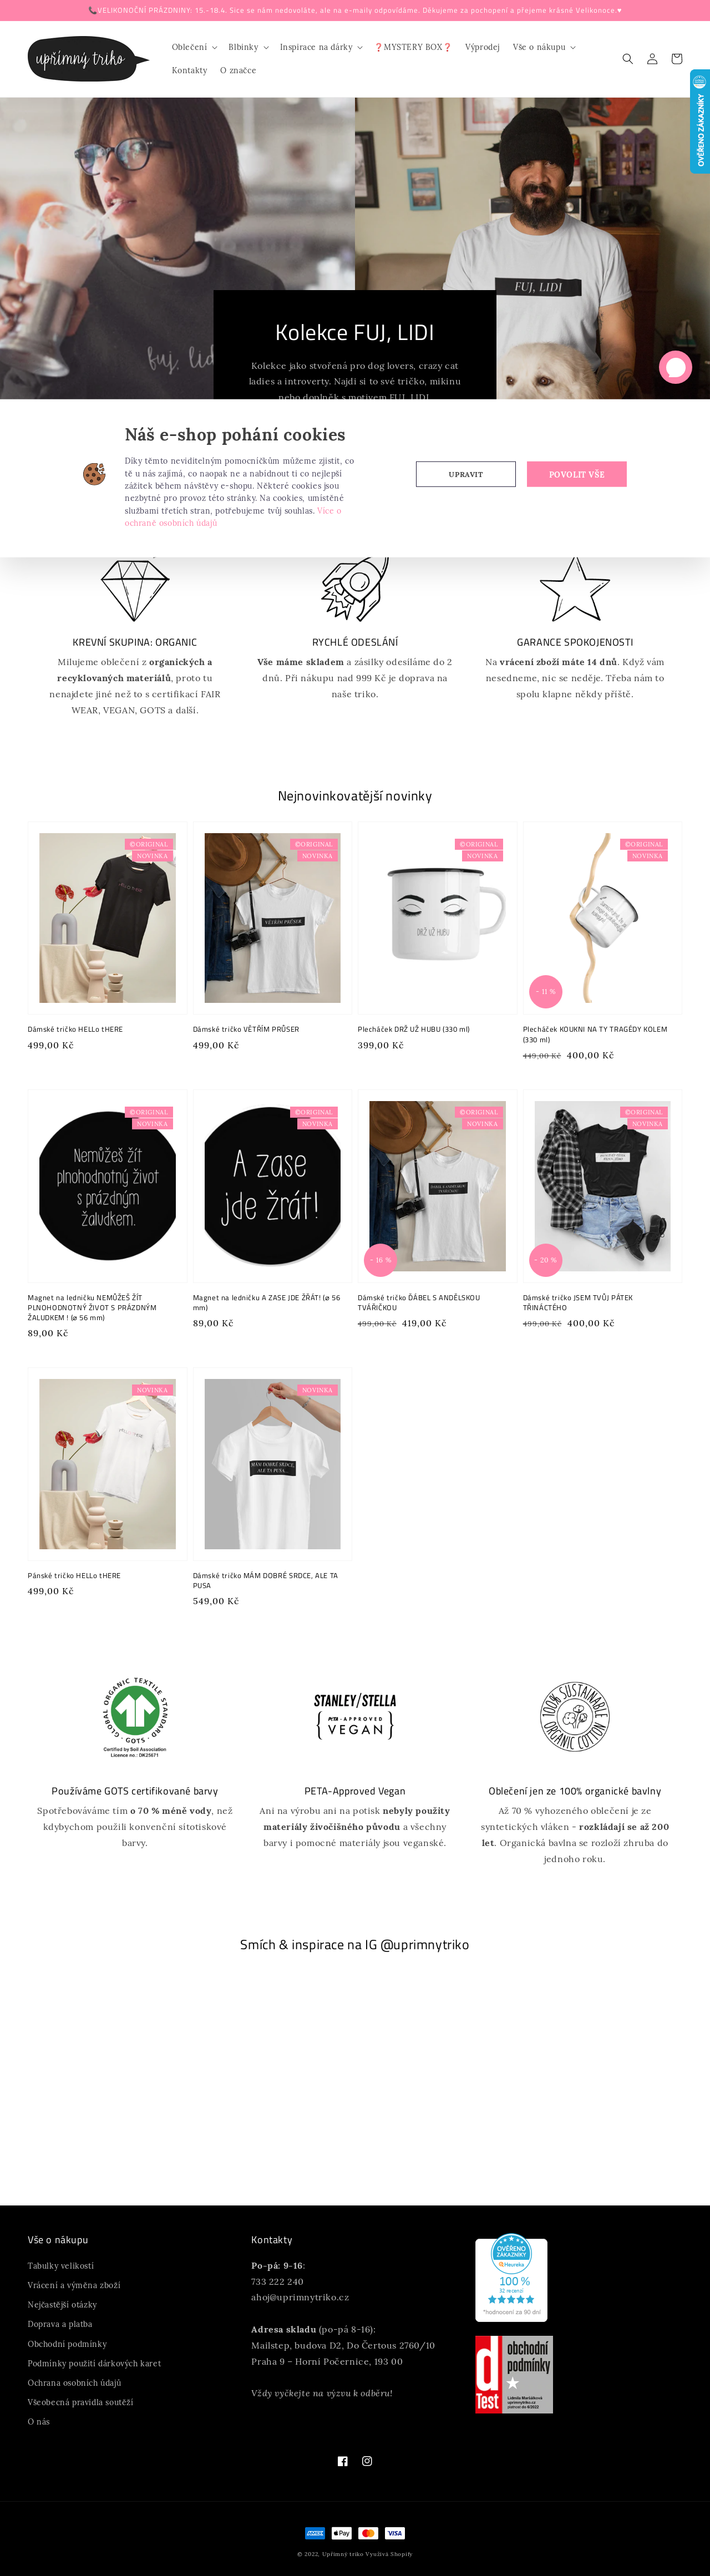 📞VELIKONOČNÍ PRÁZDNINY: 15.-18.4. Sice se nám nedovoláte, ale na e-maily odpovídáme. Děkujeme za pochopení a přejeme krásné Velikonoce.♥
upřímný triko
Oblečení
Blbinky
Inspirace na dárky
❓MYSTERY BOX❓
Výprodej
Vše o nákupu
Kontakty
O značce
OVĚŘENO ZÁKAZNÍKY
fuj, lidi
FUJ, LIDI
Kolekce FUJ, LIDI
Kolekce jako stvořená pro dog lovers, crazy cat
ladies a introverty. Najdi si to své tričko, mikinu
nebo doplněk s motivem FUJ, LIDI.
Náš e-shop pohání cookies
Díky těmto neviditelným pomocníčkům můžeme zjistit, co
tě u nás zajímá, co naopak ne a nabídnout ti co nejlepší
zážitek během návštěvy e-shopu. Některé cookies jsou
nezbytné pro provoz této stránky. Na cookies, umístěné
službami třetích stran, potřebujeme tvůj souhlas. Více o
ochraně osobních údajů
UPRAVIT
POVOLIT VŠE
KREVNÍ SKUPINA: ORGANIC
Milujeme oblečení z organických a
recyklovaných materiálů, proto tu
nenajdete jiné než to s certifikací FAIR
WEAR, VEGAN, GOTS a další.
RYCHLÉ ODESLÁNÍ
Vše máme skladem a zásilky odesíláme do 2
dnů. Při nákupu nad 999 Kč je doprava na
naše triko.
GARANCE SPOKOJENOSTI
Na vrácení zboží máte 14 dnů. Když vám
nesedneme, nic se neděje. Třeba nám to
spolu klapne někdy příště.
Nejnovinkovatější novinky
©ORIGINAL
NOVINKA
Dámské tričko HELLo tHERE
499,00 Kč
©ORIGINAL
NOVINKA
VĚTŘÍM PRŮSER
Dámské tričko VĚTŘÍM PRŮSER
499,00 Kč
©ORIGINAL
NOVINKA
DRŽ UŽ HUBU
Plecháček DRŽ UŽ HUBU (330 ml)
399,00 Kč
©ORIGINAL
NOVINKA
- 11 %
Plecháček KOUKNI NA TY TRAGÉDY KOLEM
(330 ml)
449,00 Kč 400,00 Kč
©ORIGINAL
NOVINKA
Nemůžeš žít
plnohodnotný život
s prázdným
žaludkem.
Magnet na ledničku NEMŮŽEŠ ŽÍT
PLNOHODNOTNÝ ŽIVOT S PRÁZDNÝM
ŽALUDKEM ! (ø 56 mm)
89,00 Kč
©ORIGINAL
NOVINKA
A zase
jde žrát!
Magnet na ledničku A ZASE JDE ŽRÁT! (ø 56
mm)
89,00 Kč
©ORIGINAL
NOVINKA
- 16 %
Dámské tričko ĎÁBEL S ANDĚLSKOU
TVÁŘIČKOU
499,00 Kč 419,00 Kč
©ORIGINAL
NOVINKA
- 20 %
Dámské tričko JSEM TVŮJ PÁTEK
TŘINÁCTÉHO
499,00 Kč 400,00 Kč
NOVINKA
Pánské tričko HELLo tHERE
499,00 Kč
NOVINKA
MÁM DOBRÉ SRDCE,
ALE TA PUSA...
Dámské tričko MÁM DOBRÉ SRDCE, ALE TA
PUSA
549,00 Kč
GLOBAL ORGANIC TEXTILE STANDARD
GOTS
Certified by Soil Association
Licence no.: DK25671
Používáme GOTS certifikované barvy
Spotřebováváme tím o 70 % méně vody, než
kdybychom použili konvenční sítotiskové
barvy.
STANLEY/STELLA
PETA-APPROVED
VEGAN
PETA-Approved Vegan
Ani na výrobu ani na potisk nebyly použity
materiály živočišného původu a všechny
barvy i pomocné materiály jsou veganské.
100% SUSTAINABLE
ORGANIC COTTON
Oblečení jen ze 100% organické bavlny
Až 70 % vyhozeného oblečení je ze
syntetických vláken - rozkládají se až 200
let. Organická bavlna se rozloží zhruba do
jednoho roku.
Smích & inspirace na IG @uprimnytriko
Vše o nákupu
Tabulky velikostí
Vrácení a výměna zboží
Nejčastější otázky
Doprava a platba
Obchodní podmínky
Podmínky použití dárkových karet
Ochrana osobních údajů
Všeobecná pravidla soutěží
O nás
Kontakty
Po-pá: 9-16:
733 222 240
ahoj@uprimnytriko.cz
Adresa skladu (po-pá 8-16):
Mailstep, budova D2, Do Čertous 2760/10
Praha 9 – Horní Počernice, 193 00
Vždy vyčkejte na výzvu k odběru!
OVĚŘENO
ZÁKAZNÍKY
Heureka
100 %
32 recenzí
(*hodnocení za 90 dní)
dTest
obchodní
podmínky
Ludmila Maršálková
uprimnytriko.cz
platnost do 4/2023
AMEX
Pay
VISA
© 2022, Upřímný triko Využívá Shopify